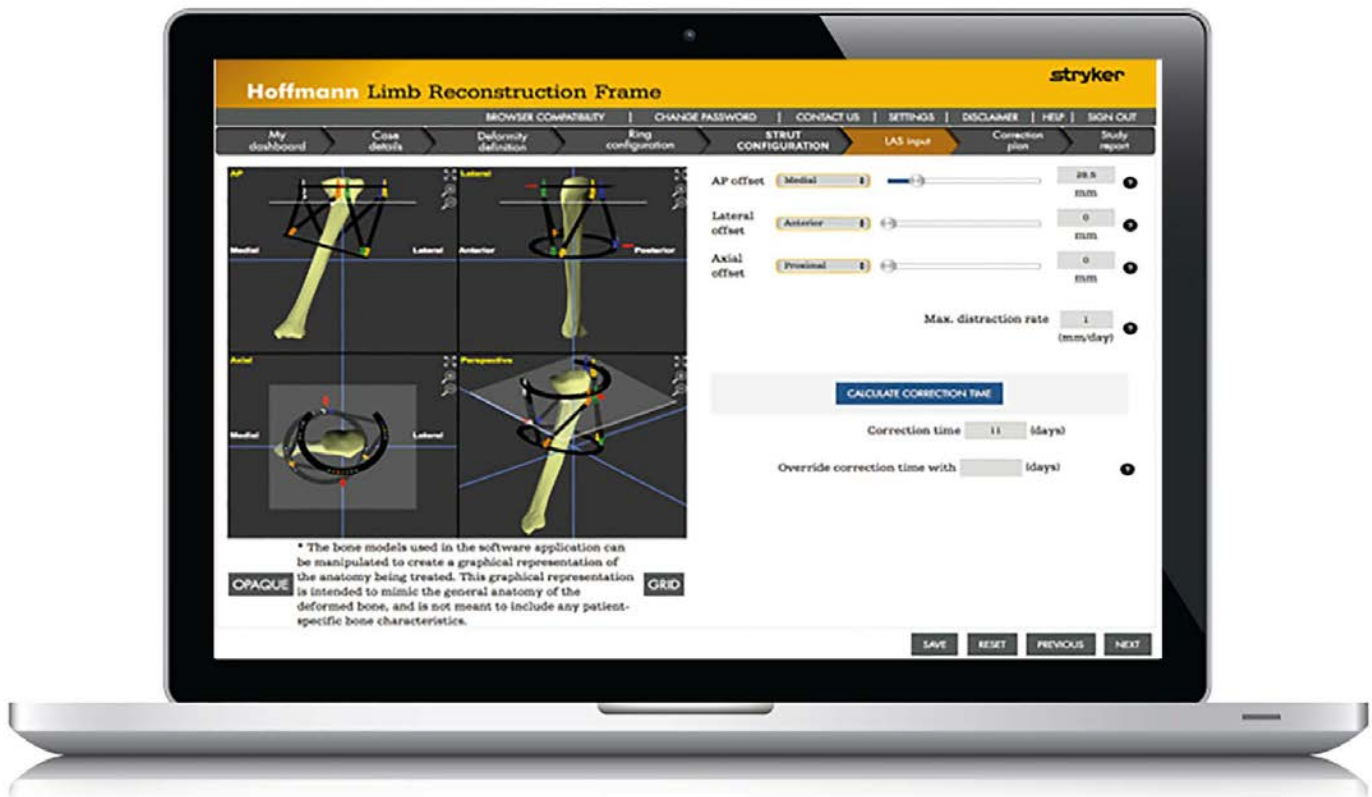 stryker
Hoffmann Limb Reconstruction Frame
BROWSER COMPATIBILITY | CHANGE PASSWORD | CONTACT US | SETTINGS | DISCLAIMER | HELP | SIGN OUT
My dashboard
Case details
Deformity definition
Ring configuration
STRUT CONFIGURATION
LAS input
Correction plan
Study report
AP
Medial
Lateral
Lateral
Anterior
Posterior
Axial
Medial
Lateral
Perspective
AP offset Medial 28.5 mm ?
Lateral offset Anterior 0 mm ?
Axial offset Proximal 0 mm ?
Max. distraction rate 1 (mm/day) ?
CALCULATE CORRECTION TIME
Correction time 11 (days)
Override correction time with (days) ?
* The bone models used in the software application can
be manipulated to create a graphical representation of
the anatomy being treated. This graphical representation
is intended to mimic the general anatomy of the
deformed bone, and is not meant to include any patient-
specific bone characteristics.
OPAQUE
GRID
SAVE RESET PREVIOUS NEXT